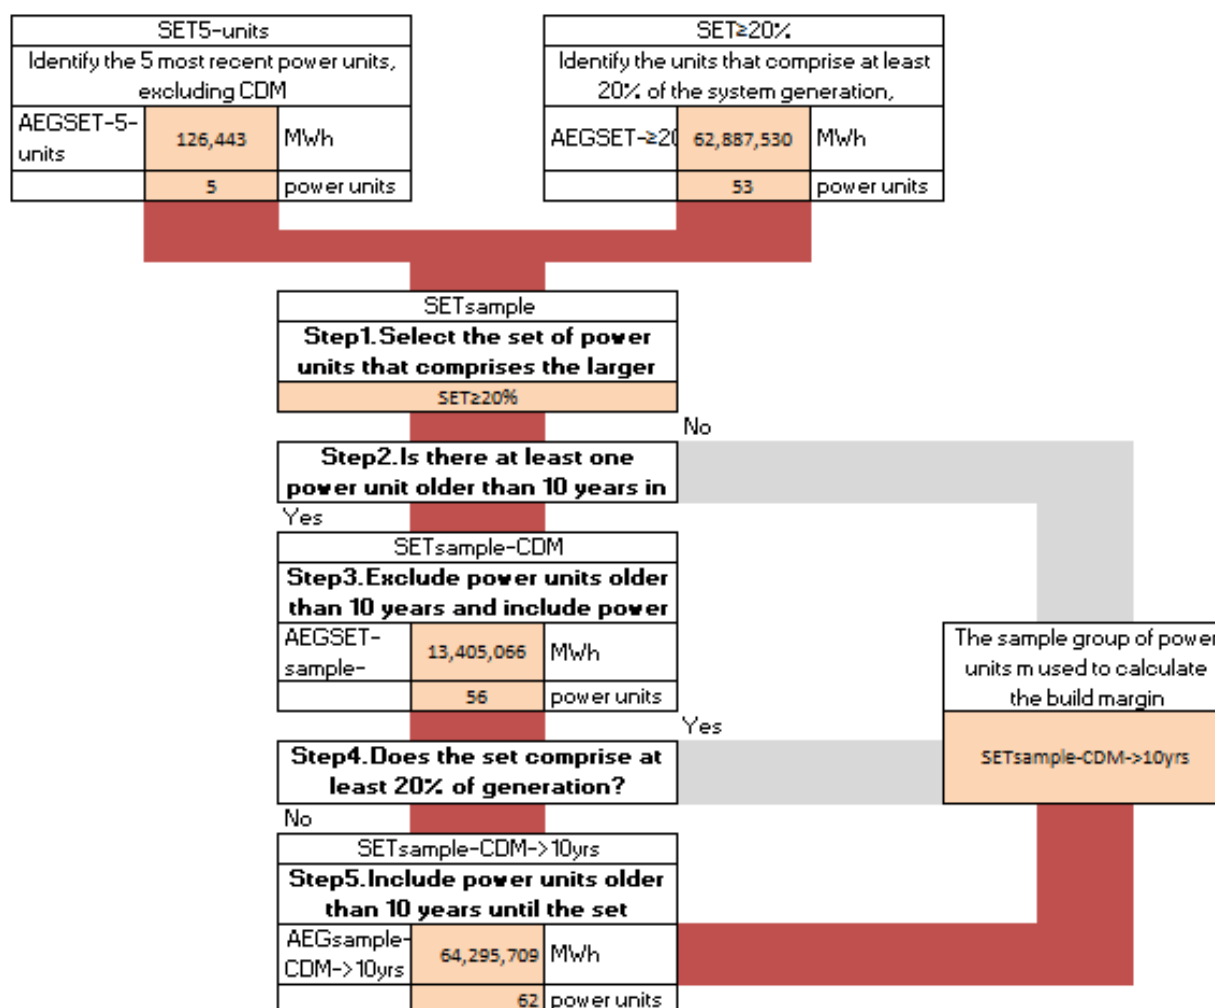 SET5-units
Identify the 5 most recent power units,
excluding CDM
AEGSET-5-
units
126,443
MWh
5
power units
SET≥20%
Identify the units that comprise at least
20% of the system generation,
AEGSET-≥20
62,887,530
MWh
53
power units
SETsample
Step1.Select the set of power
units that comprises the larger
SET≥20%
No
Step2.Is there at least one
power unit older than 10 years in
Yes
SETsample-CDM
Step3.Exclude power units older
than 10 years and include power
AEGSET-
sample-
13,405,066
MWh
56
power units
The sample group of power
units m used to calculate
the build margin
SETsample-CDM->10yrs
Yes
Step4.Does the set comprise at
least 20% of generation?
No
SETsample-CDM->10yrs
Step5.Include power units older
than 10 years until the set
AEGsample-
CDM->10yrs
64,295,709
MWh
62
power units